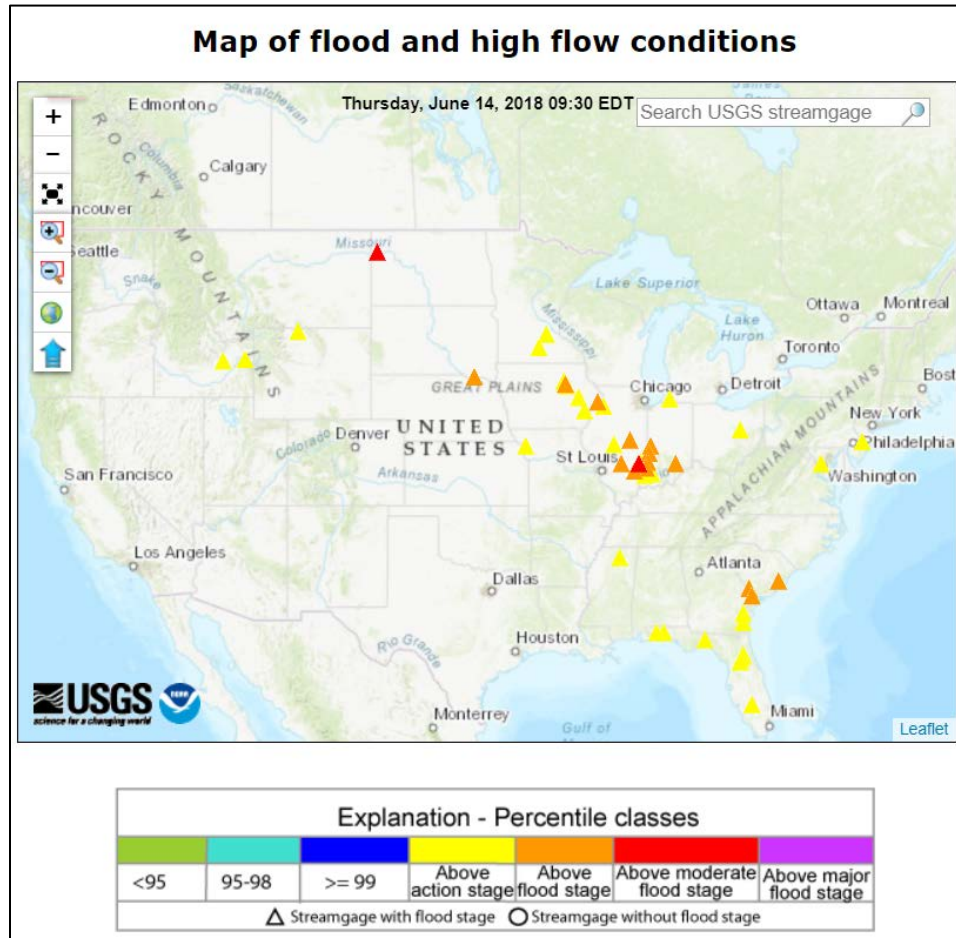 Map of flood and high flow conditions
Thursday, June 14, 2018 09:30 EDT
Search USGS streamgage
+
−
Edmonton
Saskatchewan
ROCKY MOUNTAINS
Columbia
Calgary
ncouver
Seattle
Missouri
Snake
Lake Superior
Ottawa
Montreal
Mississippi
Lake
Huron
Toronto
GREAT PLAINS
Chicago
Detroit
Bost
APPALACHIAN MOUNTAINS
New York
UNITED
STATES
Denver
Colorado
St Louis
Philadelphia
Washington
San Francisco
Arkansas
Los Angeles
Atlanta
Dallas
Houston
Rio Grande
USGS
science for a changing world
Monterrey
Gulf of
Miami
Leaflet
Explanation - Percentile classes
<95
95-98
>= 99
Above
action stage
Above
flood stage
Above moderate
flood stage
Above major
flood stage
Streamgage with flood stage
Streamgage without flood stage